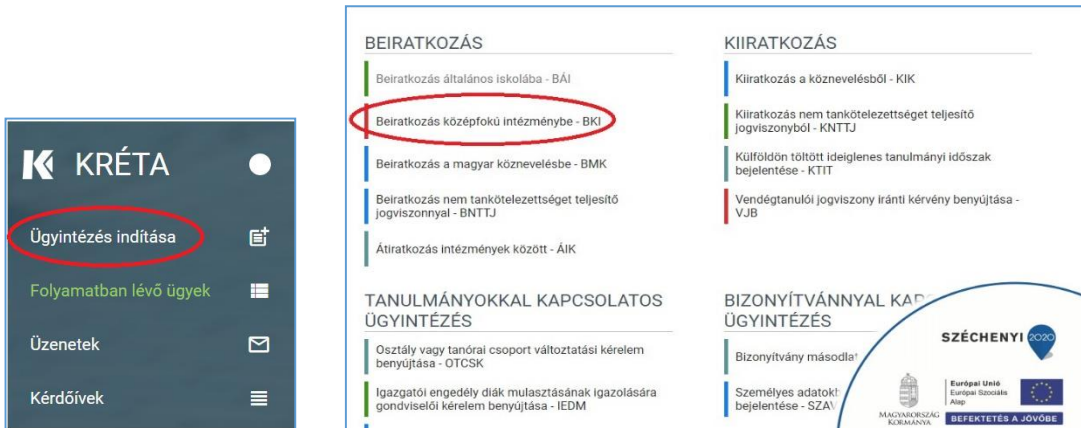 KRÉTA
Ügyintézés indítása
Folyamatban lévő ügyek
Üzenetek
Kérdőívek
BEIRATKOZÁS
Beiratkozás általános iskolába - BÁI
Beiratkozás középfokú intézménybe - BKI
Beiratkozás a magyar köznevelésbe - BMK
Beiratkozás nem tankötelezettséget teljesítő
jogviszonnyal - BNTTJ
Átiratkozás intézmények között - ÁIK
KIIRATKOZÁS
Kiiratkozás a köznevelésből - KIK
Kiiratkozás nem tankötelezettséget teljesítő
jogviszonyból - KNTTJ
Külföldön töltött ideiglenes tanulmányi időszak
bejelentése - KTIT
Vendégtanulói jogviszony iránti kérvény benyújtása -
VJB
TANULMÁNYOKKAL KAPCSOLATOS
ÜGYINTÉZÉS
Osztály vagy tanórai csoport változtatási kérelem
benyújtása - OTCSK
Igazgatói engedély diák mulasztásának igazolására
gondviselői kérelem benyújtása - IEDM
BIZONYÍTVÁNNYAL
ÜGYINTÉZÉS
Bizonyítvány
Személyes
bejelentése -
SZÉCHENYI 2020
MAGYARORSZÁG
KORMÁNYA
Európai Unió
Európai Szociális
Alap
BEFEKTETÉS A JÖVŐBE